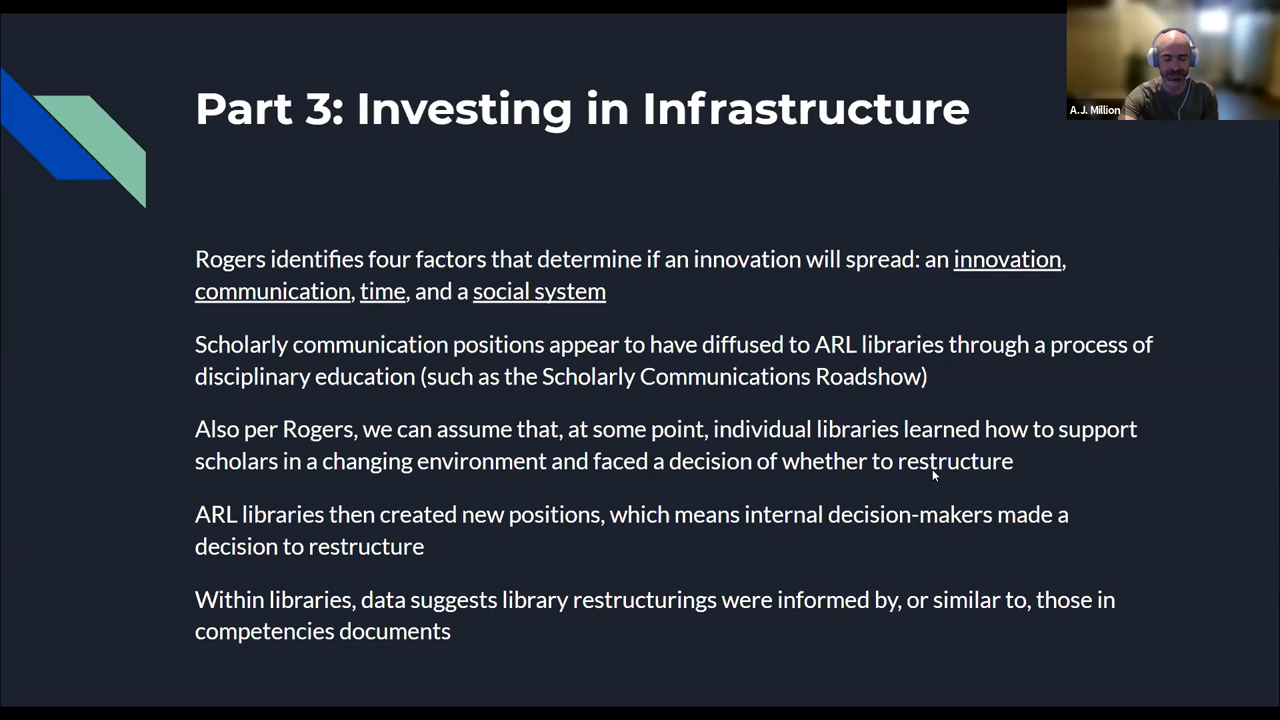 Part 3: Investing in Infrastructure
A.J. Million
Rogers identifies four factors that determine if an innovation will spread: an innovation,
communication, time, and a social system
Scholarly communication positions appear to have diffused to ARL libraries through a process of
disciplinary education (such as the Scholarly Communications Roadshow)
Also per Rogers, we can assume that, at some point, individual libraries learned how to support
scholars in a changing environment and faced a decision of whether to restructure
ARL libraries then created new positions, which means internal decision-makers made a
decision to restructure
Within libraries, data suggests library restructurings were informed by, or similar to, those in
competencies documents